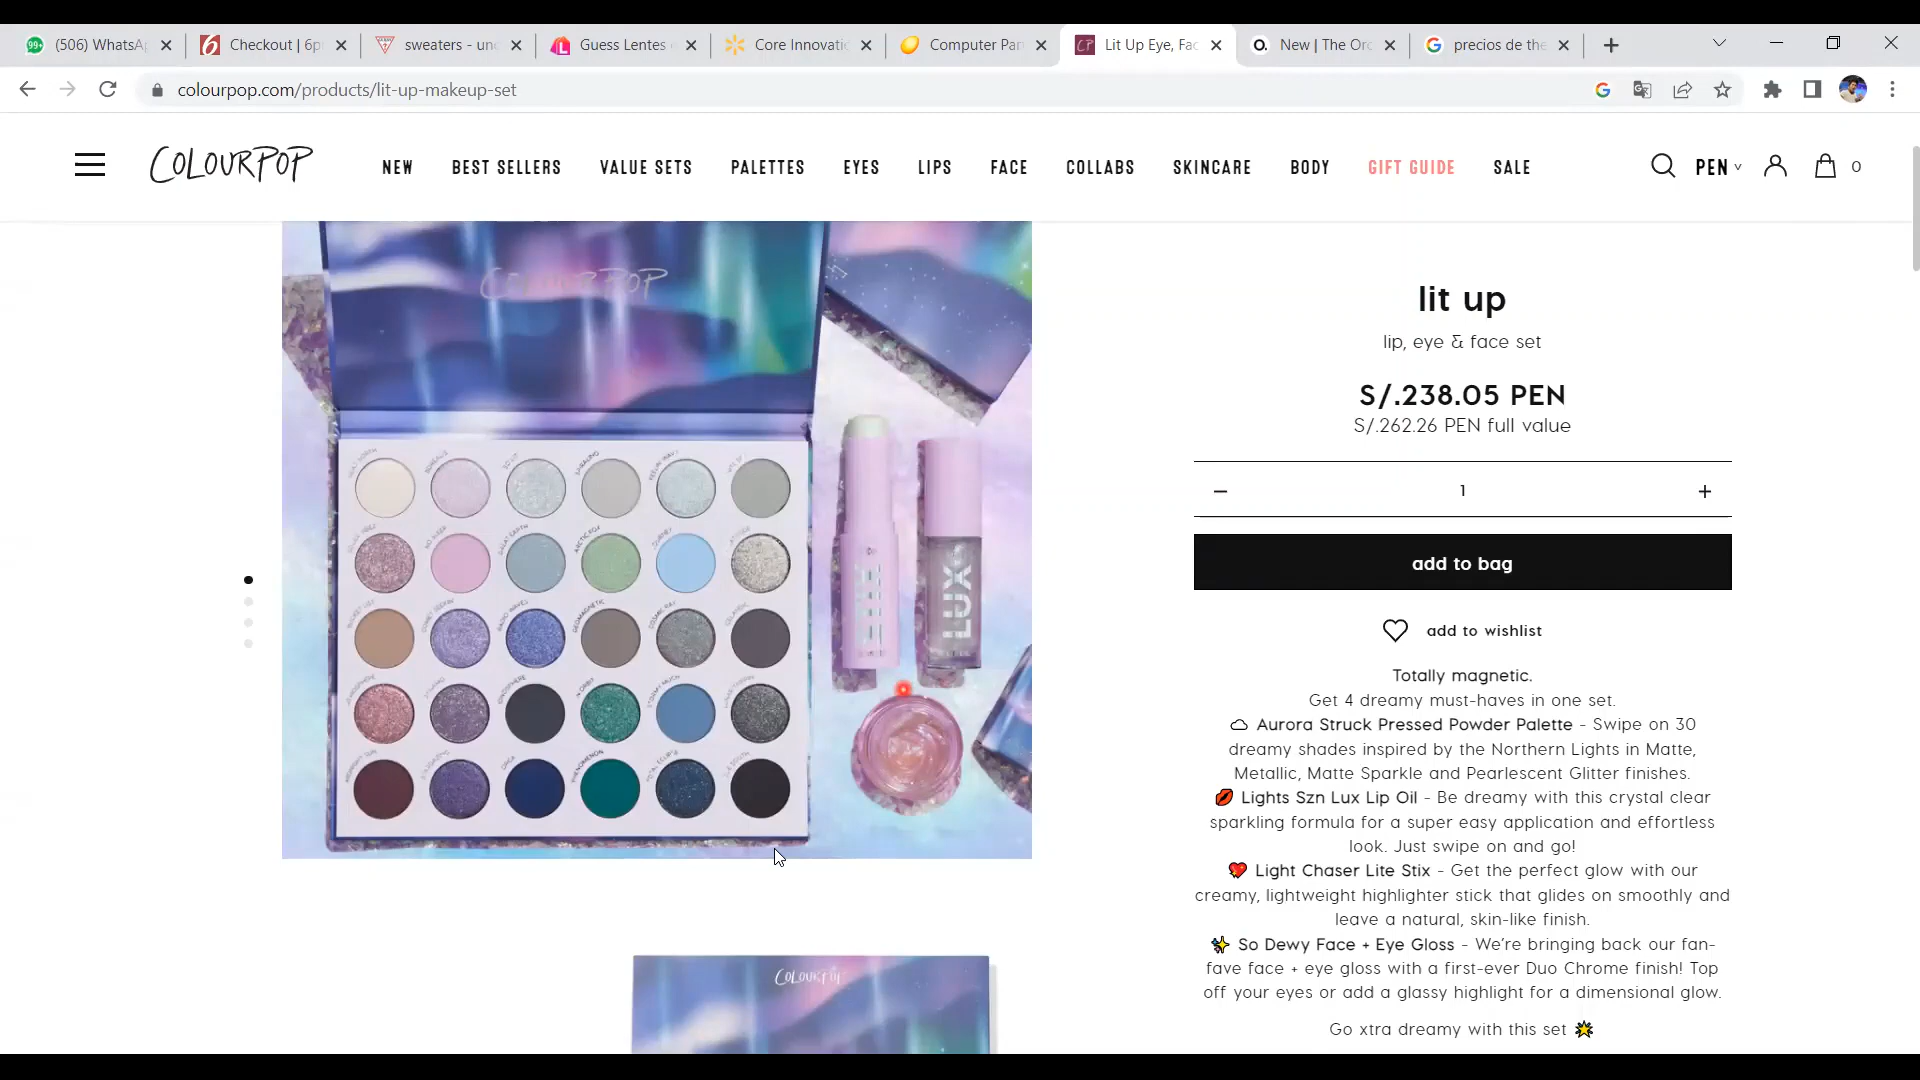 (506) WhatsAp
Checkout | 6p
sweaters - un
Guess Lentes
Core Innovati
Computer Par
Lit Up Eye, Fac
New | The Or
precios de the
colourpop.com/products/lit-up-makeup-set
COLOURPOP
NEW
BEST SELLERS
VALUE SETS
PALETTES
EYES
LIPS
FACE
COLLABS
SKINCARE
BODY
GIFT GUIDE
SALE
PEN
0
COLOURPOP
LUX
lit up
lip, eye & face set
S/.238.05 PEN
S/.262.26 PEN full value
− 1 +
add to bag
add to wishlist
Totally magnetic.
Get 4 dreamy must-haves in one set.
Aurora Struck Pressed Powder Palette - Swipe on 30
dreamy shades inspired by the Northern Lights in Matte,
Metallic, Matte Sparkle and Pearlescent Glitter finishes.
💋 Lights Szn Lux Lip Oil - Be dreamy with this crystal clear
sparkling formula for a super easy application and effortless
look. Just swipe on and go!
💖 Light Chaser Lite Stix - Get the perfect glow with our
creamy, lightweight highlighter stick that glides on smoothly and
leave a natural, skin-like finish.
✨ So Dewy Face + Eye Gloss - We're bringing back our fan-
fave face + eye gloss with a first-ever Duo Chrome finish! Top
off your eyes or add a glassy highlight for a dimensional glow.
Go xtra dreamy with this set 🌟
COLOURPOP